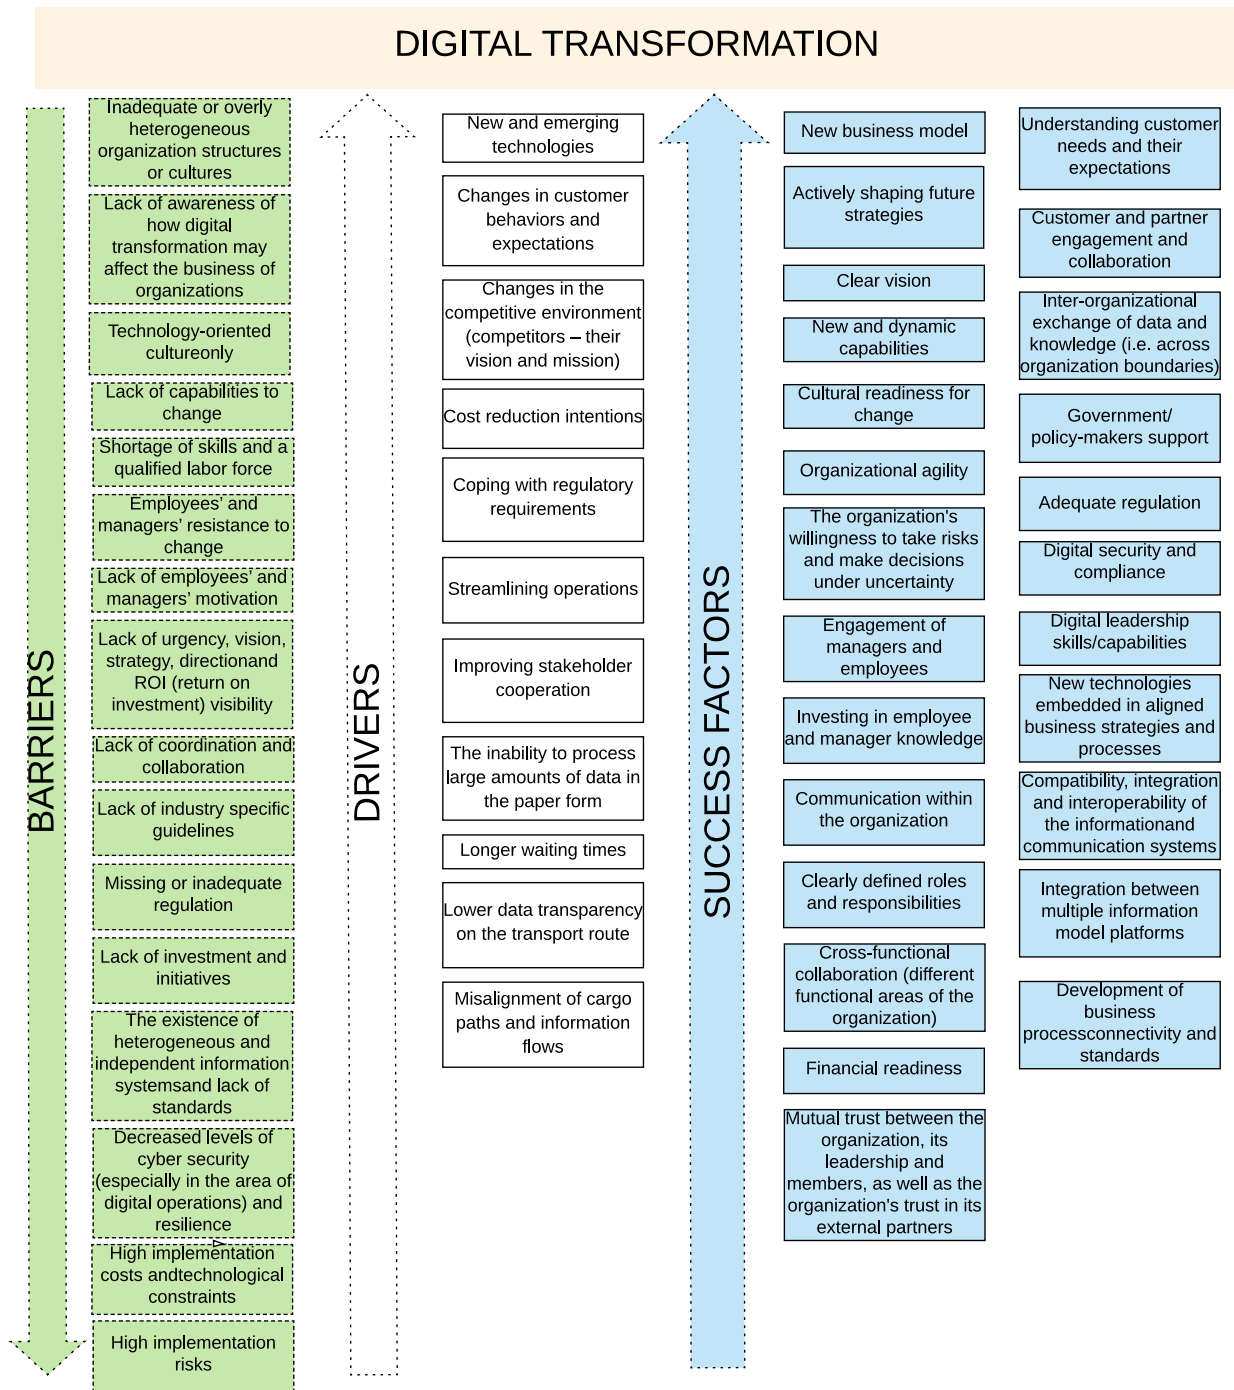 DIGITAL TRANSFORMATION
BARRIERS
Inadequate or overly
heterogeneous
organization structures
or cultures
Lack of awareness of
how digital
transformation may
affect the business of
organizations
Technology-oriented
cultureonly
Lack of capabilities to
change
Shortage of skills and a
qualified labor force
Employees’ and
managers’ resistance to
change
Lack of employees’ and
managers’ motivation
Lack of urgency, vision,
strategy, directionand
ROI (return on
investment) visibility
Lack of coordination and
collaboration
Lack of industry specific
guidelines
Missing or inadequate
regulation
Lack of investment and
initiatives
The existence of
heterogeneous and
independent information
systemsand lack of
standards
Decreased levels of
cyber security
(especially in the area of
digital operations) and
resilience
High implementation
costs andtechnological
constraints
High implementation
risks
DRIVERS
New and emerging
technologies
Changes in customer
behaviors and
expectations
Changes in the
competitive environment
(competitors – their
vision and mission)
Cost reduction intentions
Coping with regulatory
requirements
Streamlining operations
Improving stakeholder
cooperation
The inability to process
large amounts of data in
the paper form
Longer waiting times
Lower data transparency
on the transport route
Misalignment of cargo
paths and information
flows
SUCCESS FACTORS
New business model
Actively shaping future
strategies
Clear vision
New and dynamic
capabilities
Cultural readiness for
change
Organizational agility
The organization's
willingness to take risks
and make decisions
under uncertainty
Engagement of
managers and
employees
Investing in employee
and manager knowledge
Communication within
the organization
Clearly defined roles
and responsibilities
Cross-functional
collaboration (different
functional areas of the
organization)
Financial readiness
Mutual trust between the
organization, its
leadership and
members, as well as the
organization's trust in its
external partners
Understanding customer
needs and their
expectations
Customer and partner
engagement and
collaboration
Inter-organizational
exchange of data and
knowledge (i.e. across
organization boundaries)
Government/
policy-makers support
Adequate regulation
Digital security and
compliance
Digital leadership
skills/capabilities
New technologies
embedded in aligned
business strategies and
processes
Compatibility, integration
and interoperability of
the informationand
communication systems
Integration between
multiple information
model platforms
Development of
business
processconnectivity and
standards